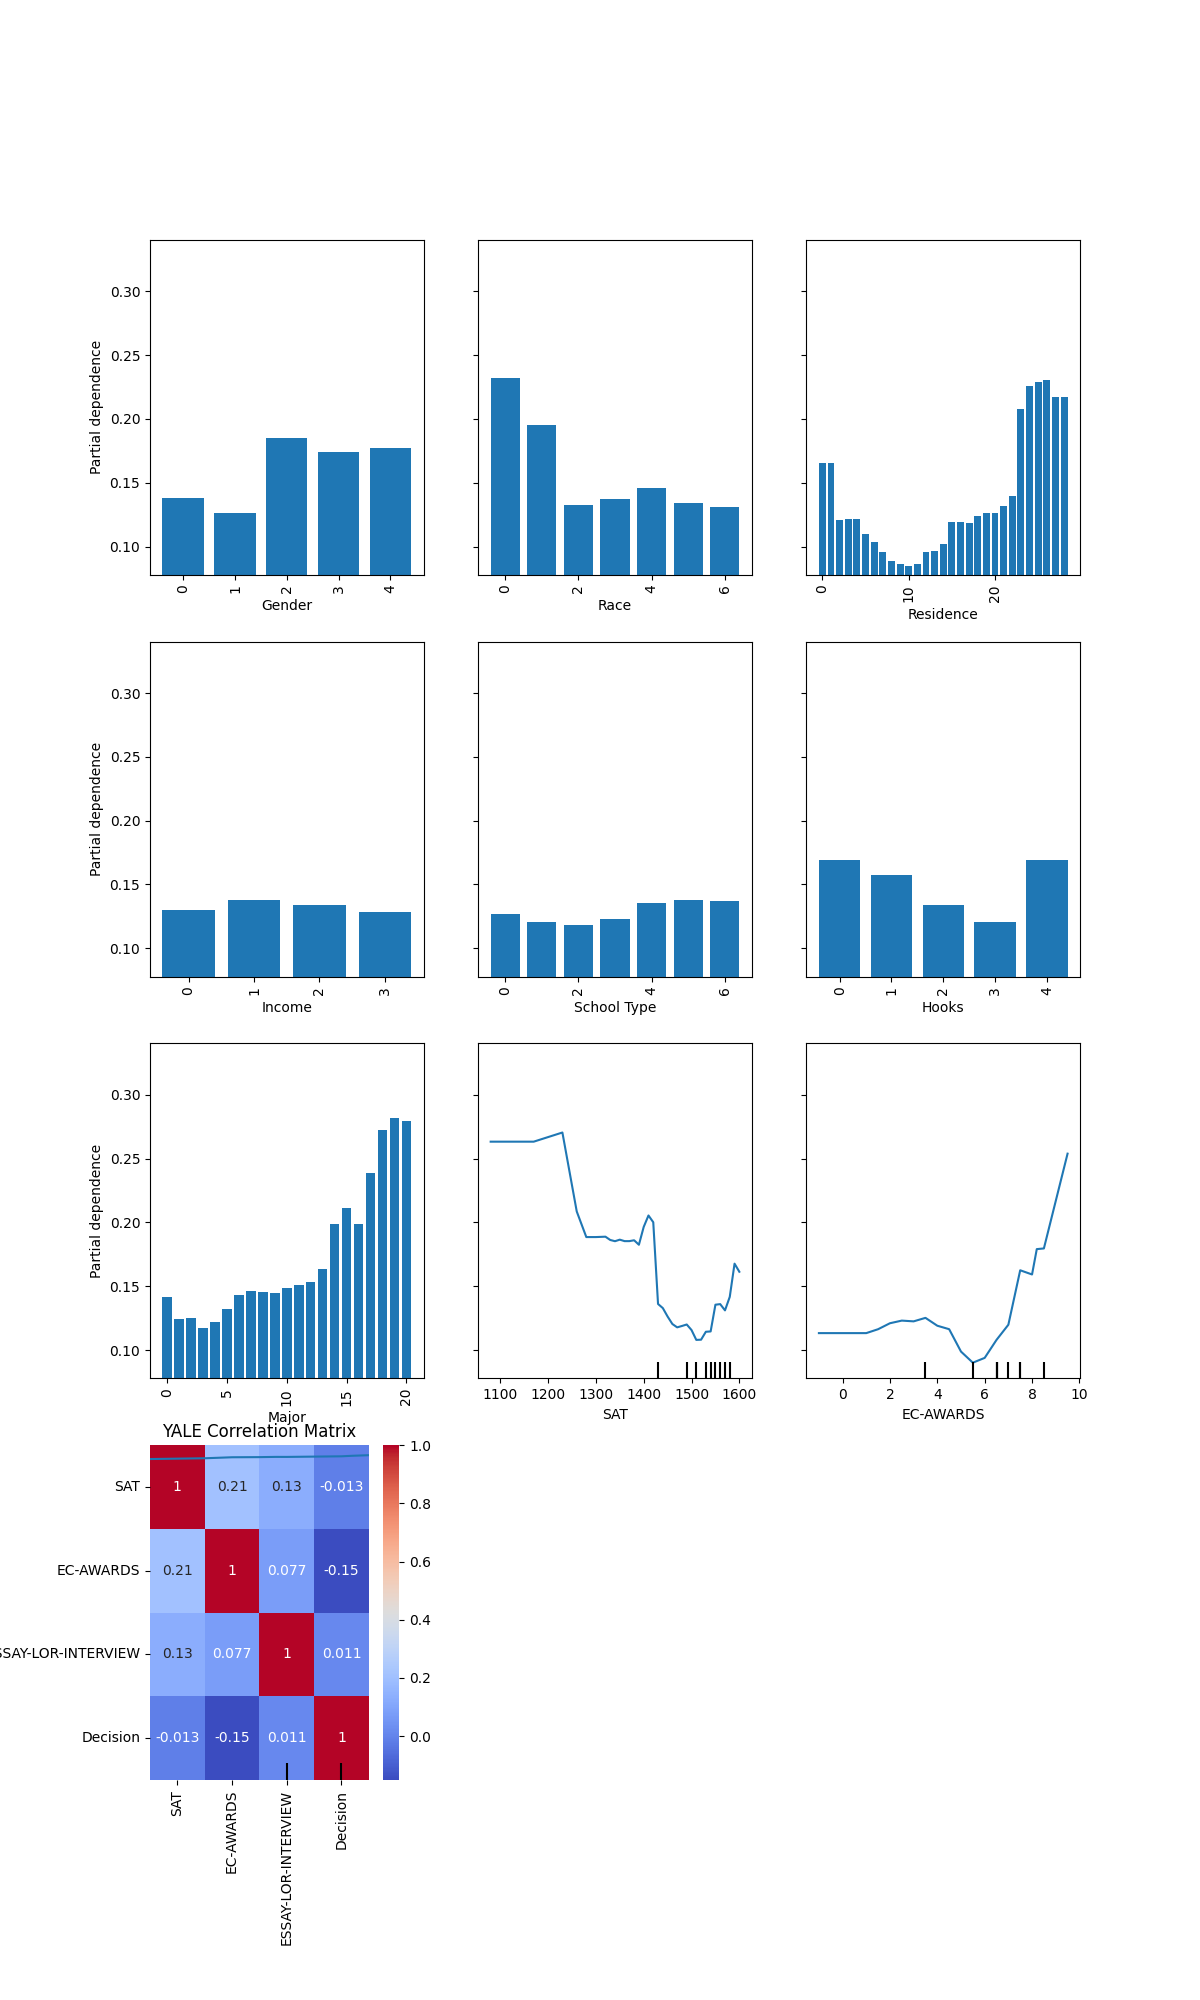 0.30
0.25
0.20
0.15
0.10
Partial dependence
0 1 2 3 4
Gender
0 2 4 6
Race
0 10 20
Residence
0.30
0.25
0.20
0.15
0.10
Partial dependence
0 1 2 3
Income
0 2 4 6
School Type
0 1 2 3 4
Hooks
0.30
0.25
0.20
0.15
0.10
Partial dependence
0 5 10 15 20
Major
1100 1200 1300 1400 1500 1600
SAT
0 2 4 6 8 10
EC-AWARDS
YALE Correlation Matrix
SAT 1 0.21 0.13 -0.013
EC-AWARDS 0.21 1 0.077 -0.15
SSAY-LOR-INTERVIEW 0.13 0.077 1 0.011
Decision -0.013 -0.15 0.011 1
SAT
EC-AWARDS
ESSAY-LOR-INTERVIEW
Decision
1.0
0.8
0.6
0.4
0.2
0.0